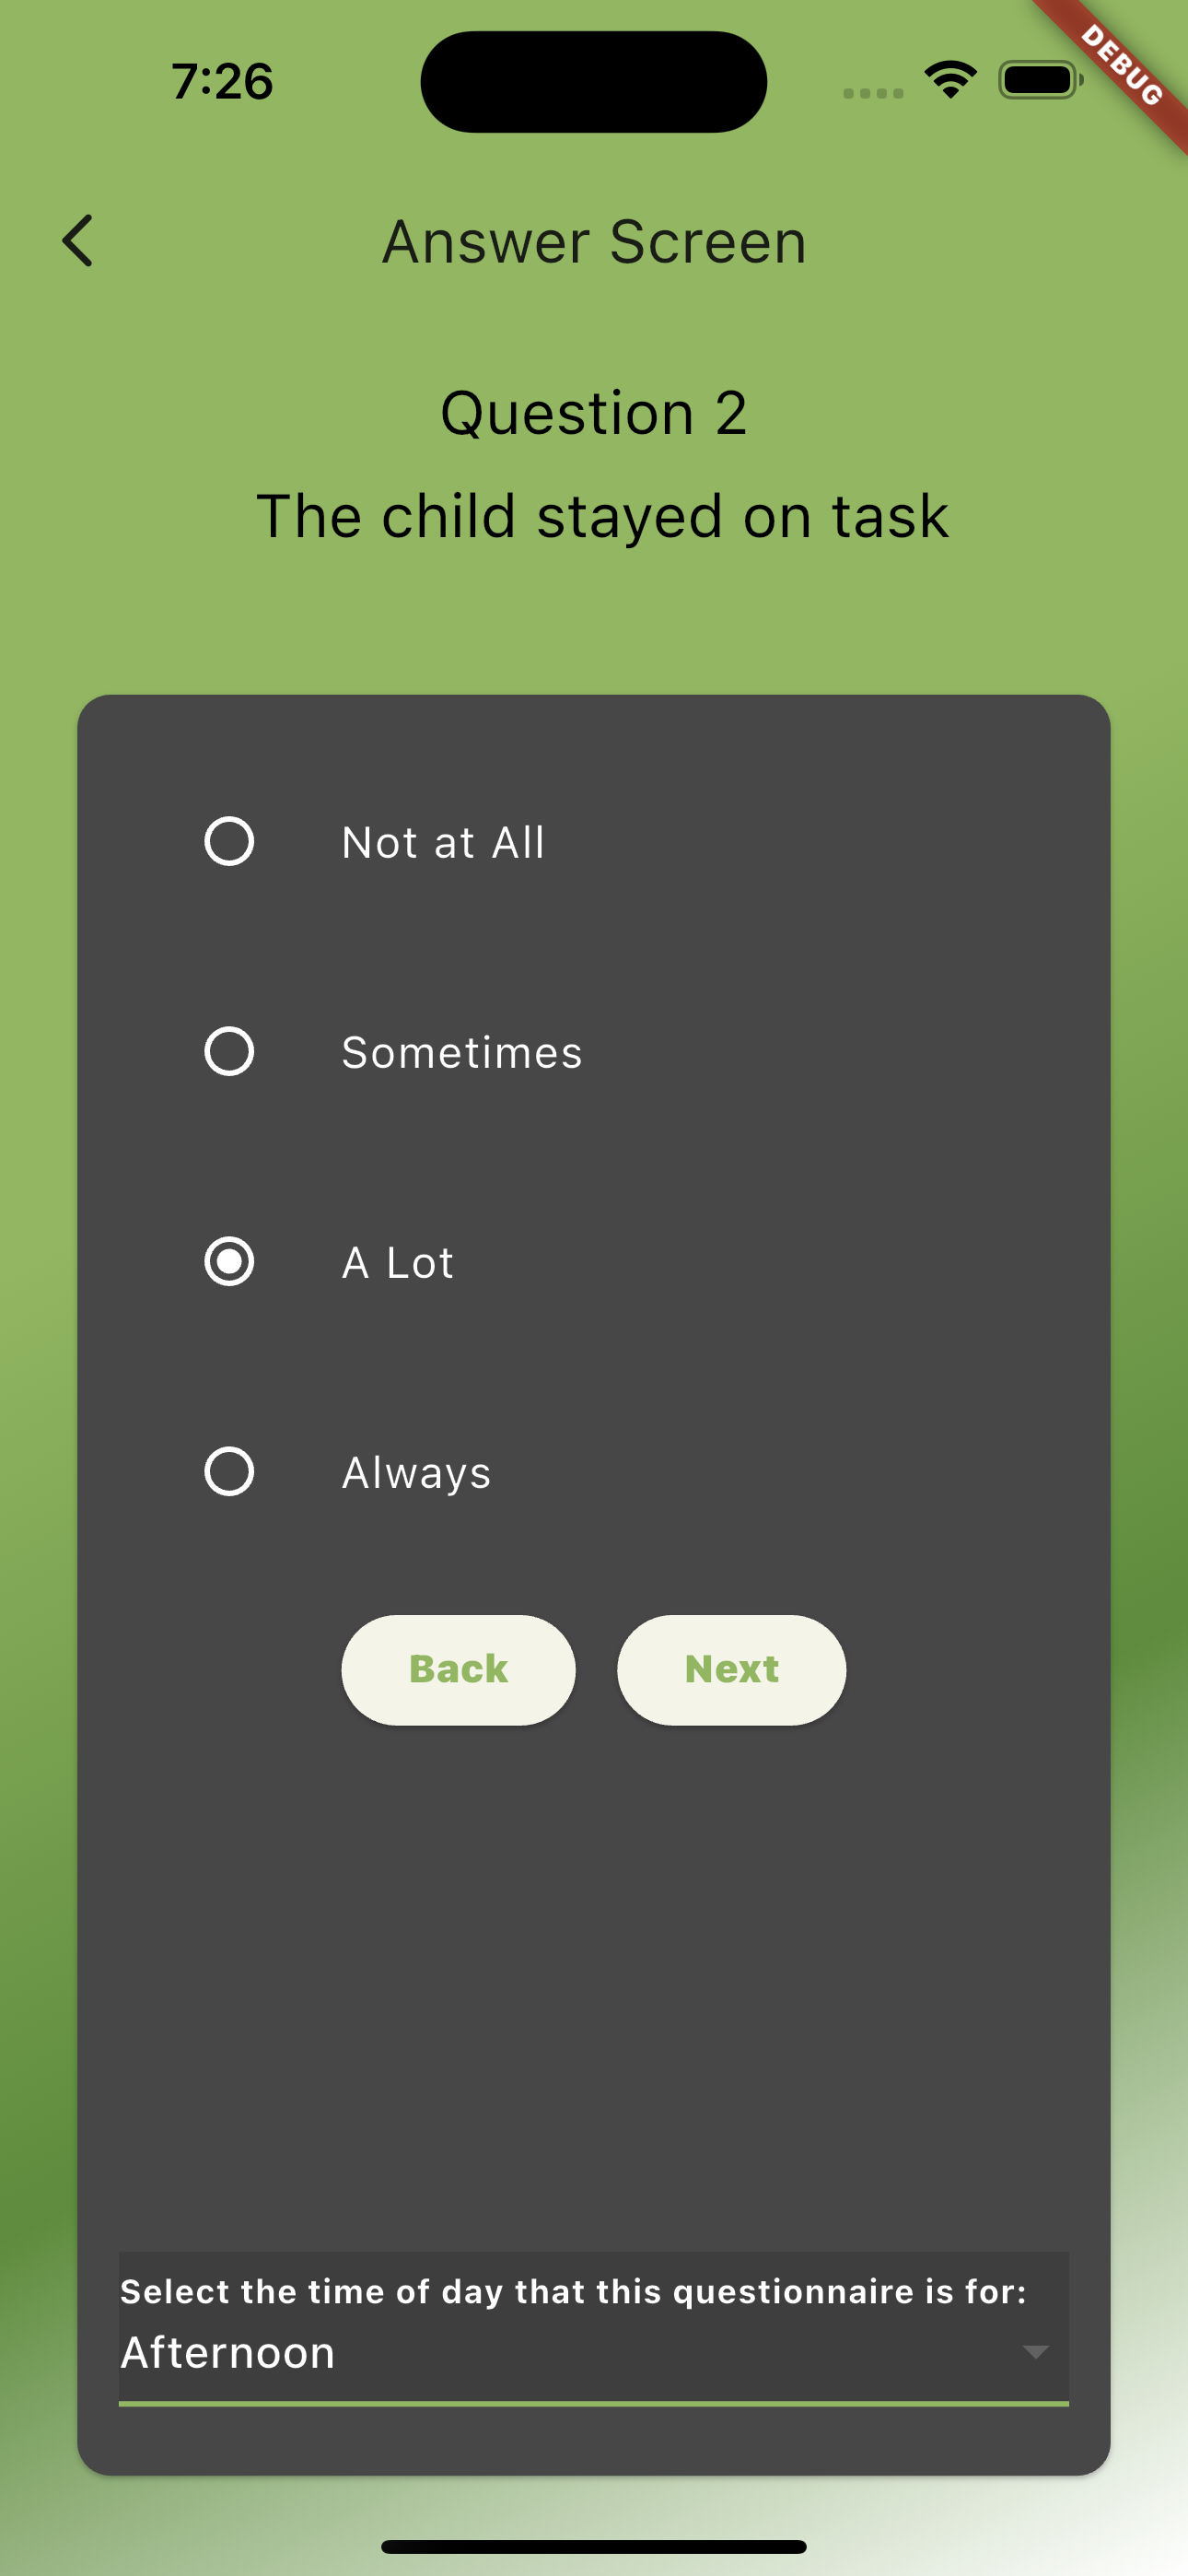 7:26
DEBUG
Answer Screen
Question 2
The child stayed on task
Not at All
Sometimes
A Lot
Always
Back
Next
Select the time of day that this questionnaire is for:
Afternoon